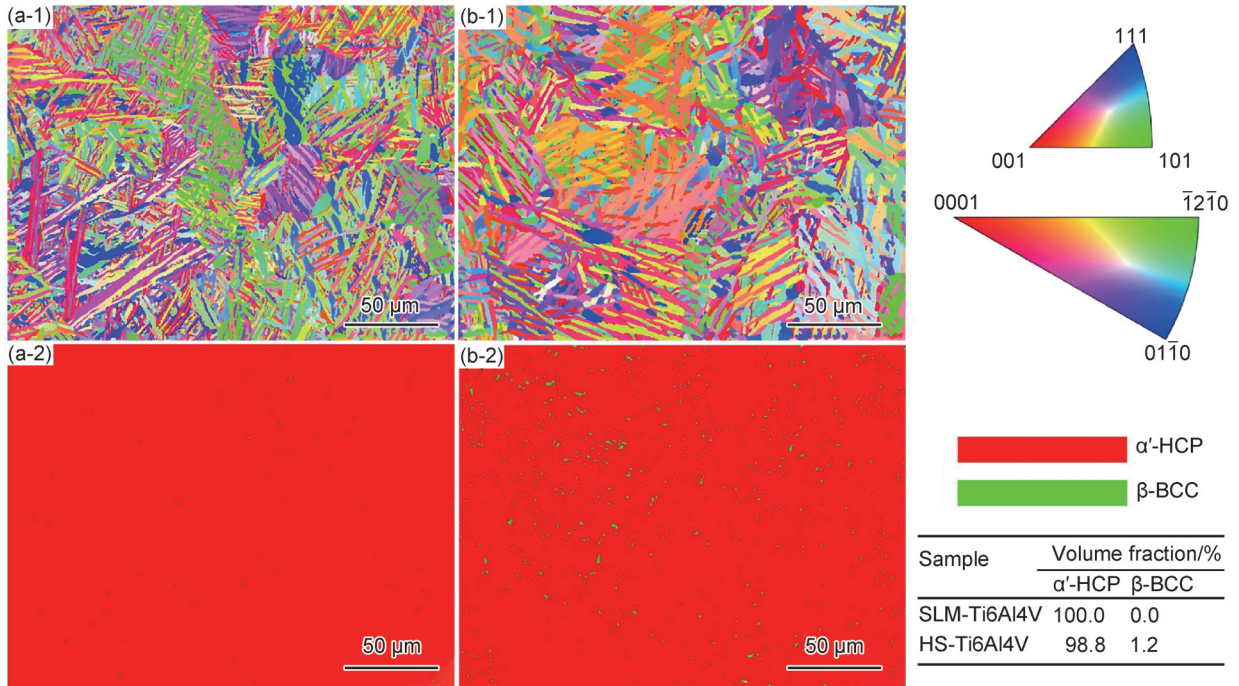 (a-1)
(b-1)
50 μm
50 μm
(a-2)
(b-2)
50 μm
50 μm
111
001
101
0001
1̅21̅0
011̅0
α′-HCP
β-BCC
Sample
Volume fraction/%
α′-HCP β-BCC
SLM-Ti6Al4V 100.0 0.0
HS-Ti6Al4V 98.8 1.2